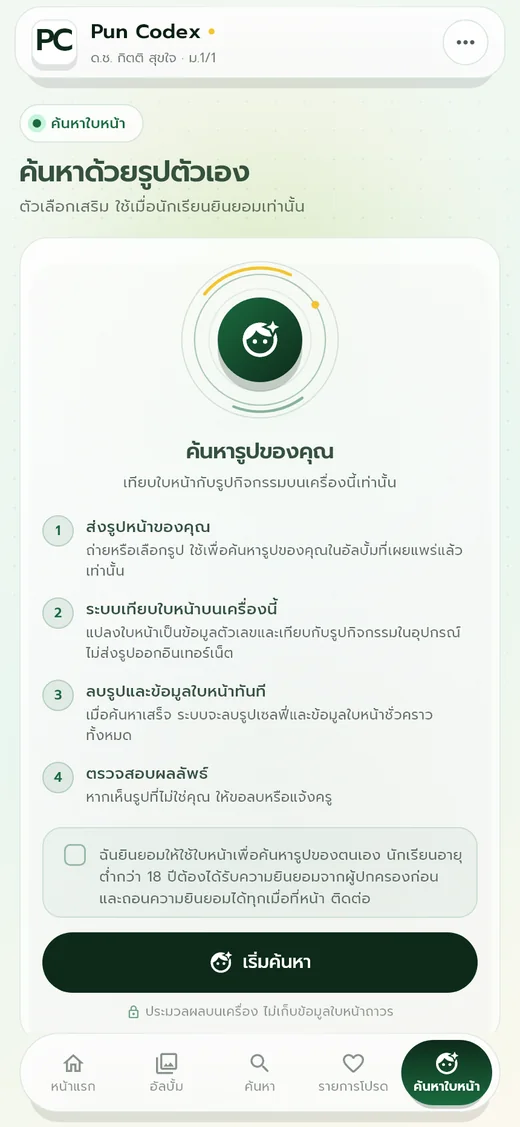 PC
Pun Codex
ด.ช. กิตติ สุขใจ · ม.1/1
ค้นหาใบหน้า
ค้นหาด้วยรูปตัวเอง
ตัวเลือกเสริม ใช้เมื่อนักเรียนยินยอมเท่านั้น
ค้นหารูปของคุณ
เทียบใบหน้ากับรูปกิจกรรมบนเครื่องนี้เท่านั้น
1
ส่งรูปหน้าของคุณ
ถ่ายหรือเลือกรูป ใช้เพื่อค้นหารูปของคุณในอัลบั้มที่เผยแพร่แล้ว
เท่านั้น
2
ระบบเทียบใบหน้าบนเครื่องนี้
แปลงใบหน้าเป็นข้อมูลตัวเลขและเทียบกับรูปกิจกรรมในอุปกรณ์
ไม่ส่งรูปออกอินเทอร์เน็ต
3
ลบรูปและข้อมูลใบหน้าทันที
เมื่อค้นหาเสร็จ ระบบจะลบรูปเซลฟี่และข้อมูลใบหน้าชั่วคราว
ทั้งหมด
4
ตรวจสอบผลลัพธ์
หากเห็นรูปที่ไม่ใช่คุณ ให้ขอลบหรือแจ้งครู
ฉันยินยอมให้ใช้ใบหน้าเพื่อค้นหารูปของตนเอง นักเรียนอายุ
ต่ำกว่า 18 ปีต้องได้รับความยินยอมจากผู้ปกครองก่อน
และถอนความยินยอมได้ทุกเมื่อที่หน้า ติดต่อ
เริ่มค้นหา
ประมวลผลบนเครื่อง ไม่เก็บข้อมูลใบหน้าถาวร
หน้าแรก
อัลบั้ม
ค้นหา
รายการโปรด
ค้นหาใบหน้า